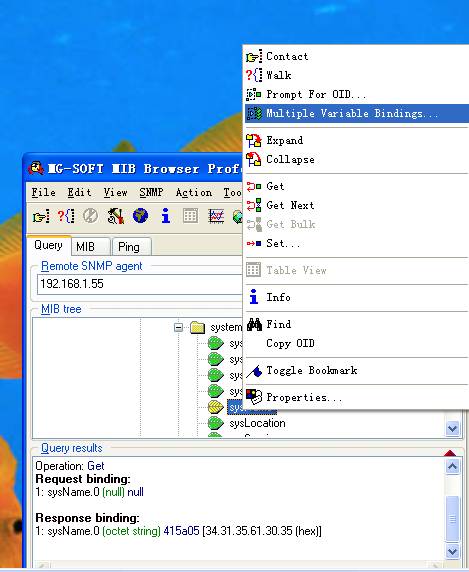 Contact
Walk
Prompt For OID...
Multiple Variable Bindings...
Expand
Collapse
Get
Get Next
Get Bulk
Set...
Table View
Info
Find
Copy OID
Toggle Bookmark
Properties...
MG-SOFT MIB Browser Prof
File Edit View SNMP Action Too
Query MIB Ping
Remote SNMP agent
192.168.1.55
MIB tree
system
sys
sys
sys
sys
sysLocation
Query results
Operation: Get
Request binding:
1: sysName.0 (null) null
Response binding:
1: sysName.0 (octet string) 415a05 [34.31.35.61.30.35 (hex)]